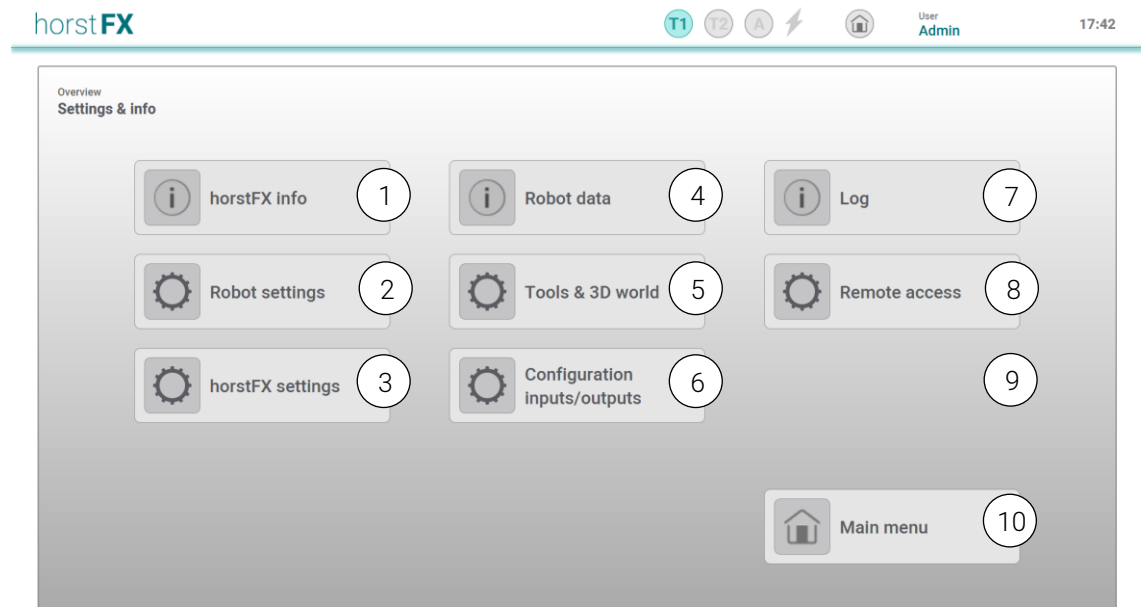 horstFX
T1 T2 A
User
Admin
17:42
Overview
Settings & info
horstFX info 1
Robot data 4
Log 7
Robot settings 2
Tools & 3D world 5
Remote access 8
horstFX settings 3
Configuration
inputs/outputs 6
9
Main menu 10